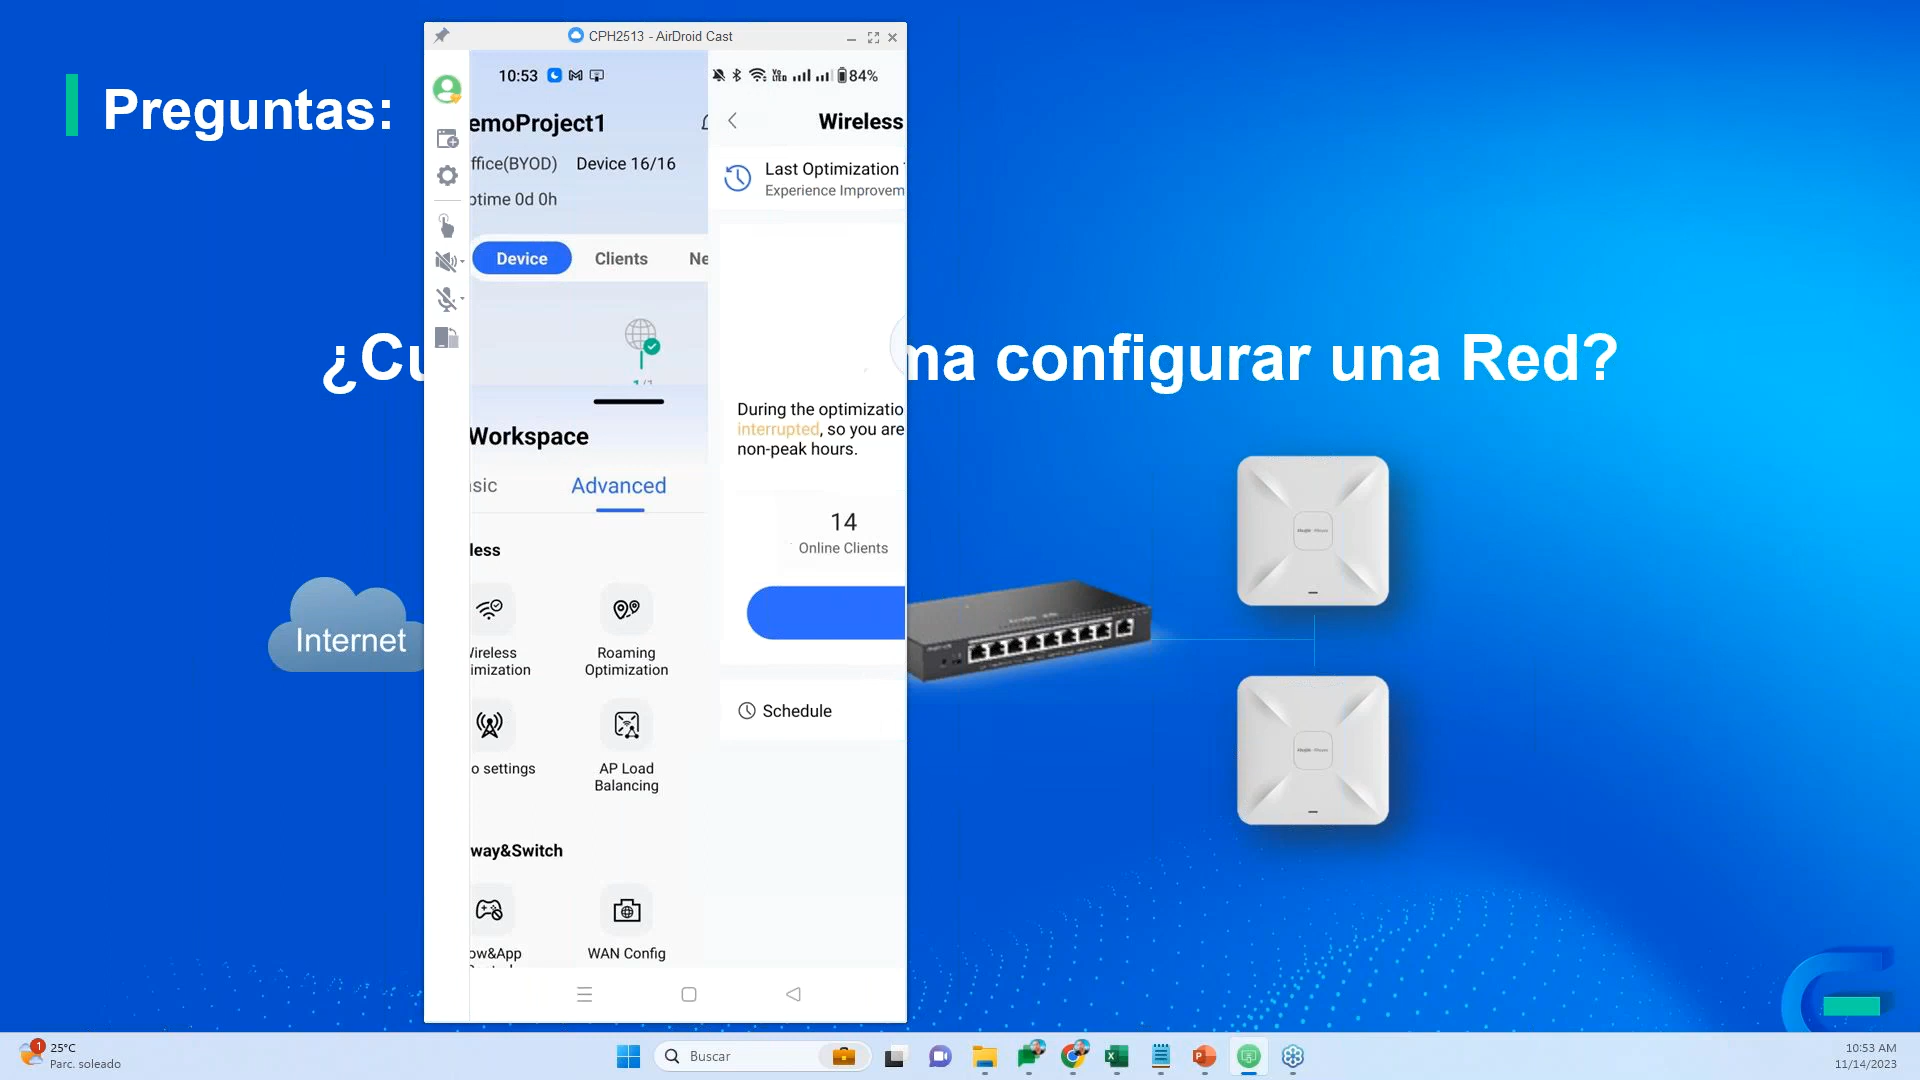 CPH2513 - AirDroid Cast
Preguntas:
10:53
84%
emoProject1
ffice(BYOD) Device 16/16
ptime 0d 0h
Device Clients Ne
Workspace
sic Advanced
less
Wireless
imization
Roaming
Optimization
o settings
AP Load
Balancing
way&Switch
ow&App
WAN Config
Wireless
Last Optimization
Experience Improvem
During the optimizatio
interrupted, so you are
non-peak hours.
14
Online Clients
Schedule
¿Cu
ma configurar una Red?
Internet
1
25°C
Parc. soleado
Buscar
10:53 AM
11/14/2023